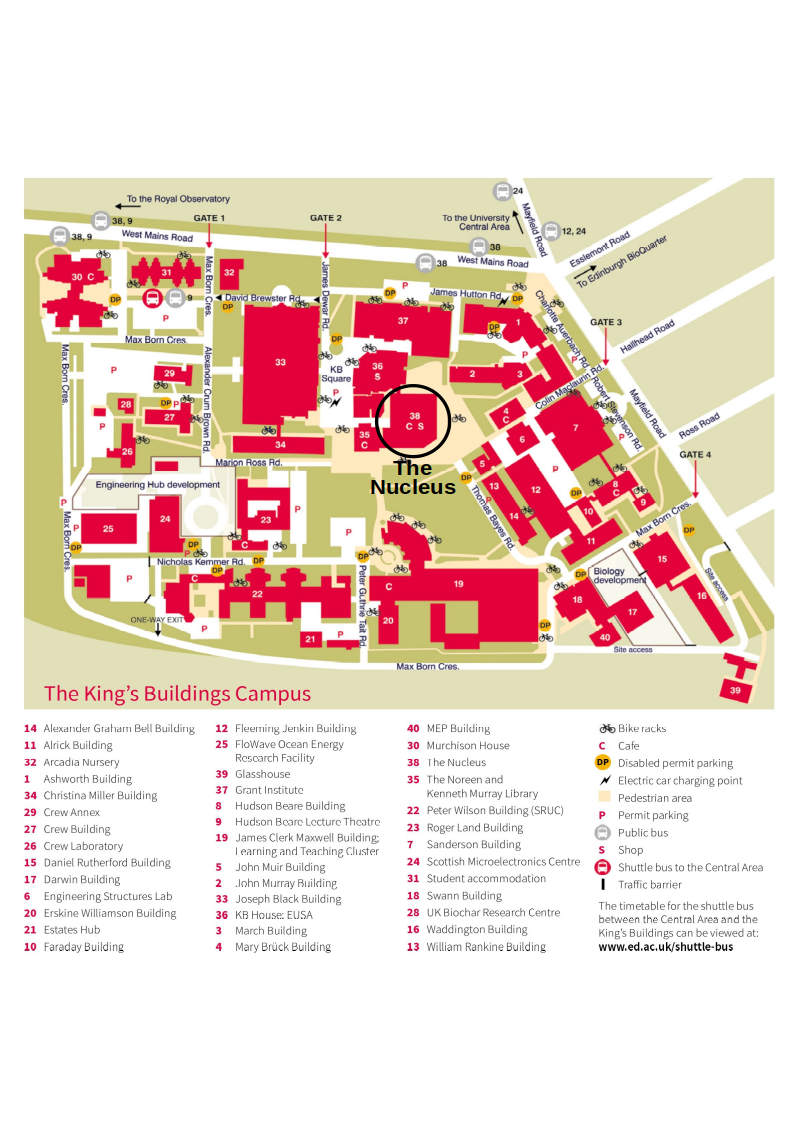 24
To the Royal Observatory
38, 9
GATE 1
GATE 2
To the University
Central Area
Mayfield Road
12, 24
38, 9
West Mains Road
38
Esslemont Road
38
West Mains Road
To Edinburgh BioQuarter
30 C
31
32
Max Born Cres.
James Dewar Rd.
P
DP
James Hutton Rd.
DP
DP
9
David Brewster Rd.
DP
Charlotte Auerbach Rd.
P
37
DP
1
GATE 3
Hallhead Road
Max Born Cres.
DP
P
P
Max Born Cres.
P
29
Alexander Crum Brown Rd.
33
KB
Square
36
S
2
3
Colin Maclaurin Rd.
Robert Stevenson Rd.
Mayfield Road
P
28
DP
P
27
P
38
C S
4
C
7
Ross Road
P
26
34
35
C
6
P
GATE 4
Marion Ross Rd.
The
Nucleus
5
P
Engineering Hub development
DP
13
12
DP
8
C
9
P
Max Born Cres.
24
23
P
Thomas Bayes Rd.
14
10
Max Born Cres.
DP
25
DP
P
C
P
11
15
DP
Nicholas Kemmer Rd.
DP
DP
DP
Biology
development
Site access
P
C
22
Peter Guthrie Tait Rd.
C
19
DP
18
17
16
ONE-WAY EXIT
P
21
P
20
DP
40
Site access
Max Born Cres.
39
The King's Buildings Campus
14 Alexander Graham Bell Building
11 Alrick Building
32 Arcadia Nursery
1 Ashworth Building
34 Christina Miller Building
29 Crew Annex
27 Crew Building
26 Crew Laboratory
15 Daniel Rutherford Building
17 Darwin Building
6 Engineering Structures Lab
20 Erskine Williamson Building
21 Estates Hub
10 Faraday Building
12 Fleeming Jenkin Building
25 FloWave Ocean Energy
Research Facility
39 Glasshouse
37 Grant Institute
8 Hudson Beare Building
9 Hudson Beare Lecture Theatre
19 James Clerk Maxwell Building;
Learning and Teaching Cluster
5 John Muir Building
2 John Murray Building
33 Joseph Black Building
36 KB House: EUSA
3 March Building
4 Mary Brück Building
40 MEP Building
30 Murchison House
38 The Nucleus
35 The Noreen and
Kenneth Murray Library
22 Peter Wilson Building (SRUC)
23 Roger Land Building
7 Sanderson Building
24 Scottish Microelectronics Centre
31 Student accommodation
18 Swann Building
28 UK Biochar Research Centre
16 Waddington Building
13 William Rankine Building
Bike racks
C Cafe
DP Disabled permit parking
Electric car charging point
Pedestrian area
P Permit parking
Public bus
S Shop
Shuttle bus to the Central Area
Traffic barrier
The timetable for the shuttle bus
between the Central Area and the
King's Buildings can be viewed at:
www.ed.ac.uk/shuttle-bus